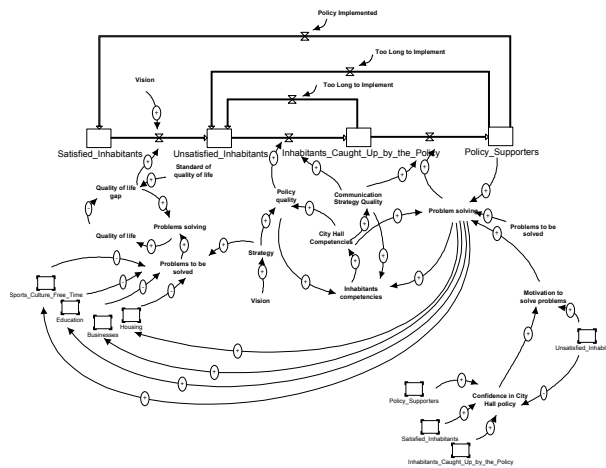 Policy Implemented
Too Long to Implement
Vision
Too Long to Implement
Satisfied_Inhabitants
Unsatisfied_Inhabitants
Inhabitants_Caught_Up_by_the_Policy
Policy_Supporters
Standard of
quality of life
Quality of life
gap
Policy
quality
Communication
Strategy Quality
Problem solving
Quality of life
Problems solving
City Hall
Competencies
Problems to be
solved
Problems to be
solved
Strategy
Inhabitants
competencies
Vision
Motivation to
solve problems
Sports_Culture_Free_Time
Education
Businesses
Housing
Unsatisfied_Inhabi
Policy_Supporters
Confidence in City
Hall policy
Satisfied_Inhabitants
Inhabitants_Caught_Up_by_the_Policy